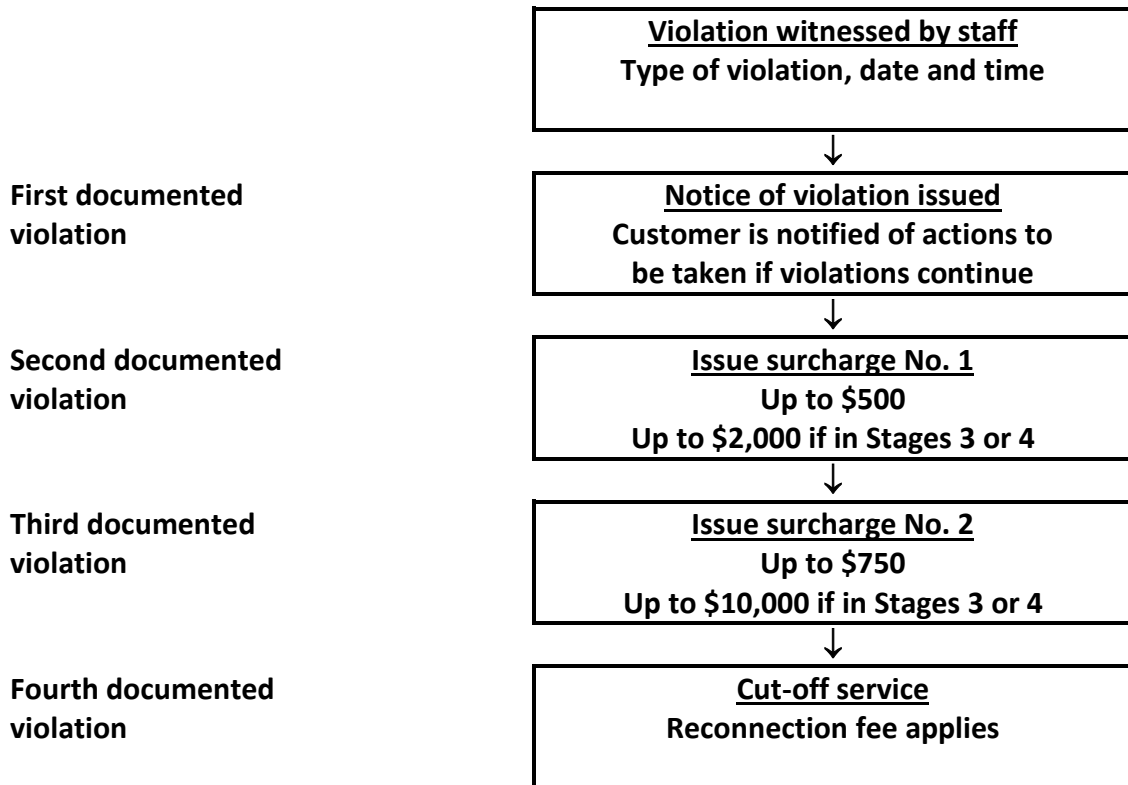 Violation witnessed by staff
Type of violation, date and time
↓
First documented
violation
Notice of violation issued
Customer is notified of actions to
be taken if violations continue
↓
Second documented
violation
Issue surcharge No. 1
Up to $500
Up to $2,000 if in Stages 3 or 4
↓
Third documented
violation
Issue surcharge No. 2
Up to $750
Up to $10,000 if in Stages 3 or 4
↓
Fourth documented
violation
Cut-off service
Reconnection fee applies